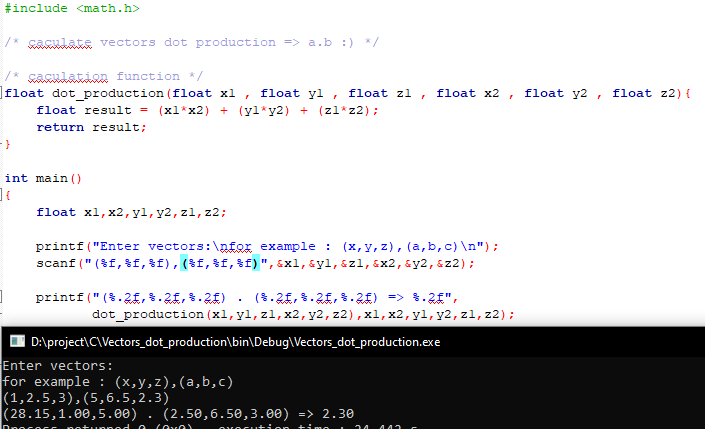 #include <math.h>
/* caculate vectors dot production => a.b :) */
/* caculation function */
float dot_production(float x1 , float y1 , float z1 , float x2 , float y2 , float z2){
float result = (x1*x2) + (y1*y2) + (z1*z2);
return result;
}
int main()
{
float x1,x2,y1,y2,z1,z2;
printf("Enter vectors:\nfor example : (x,y,z),(a,b,c)\n");
scanf("(%f,%f,%f),(%f,%f,%f)",&x1,&y1,&z1,&x2,&y2,&z2);
printf("(%.2f,%.2f,%.2f) . (%.2f,%.2f,%.2f) => %.2f",
dot_production(x1,y1,z1,x2,y2,z2),x1,x2,y1,y2,z1,z2);
D:\project\C\Vectors_dot_production\bin\Debug\Vectors_dot_production.exe
Enter vectors:
for example : (x,y,z),(a,b,c)
(1,2.5,3),(5,6.5,2.3)
(28.15,1.00,5.00) . (2.50,6.50,3.00) => 2.30
Process returned 0 (0x0) execution time : 24.442 s